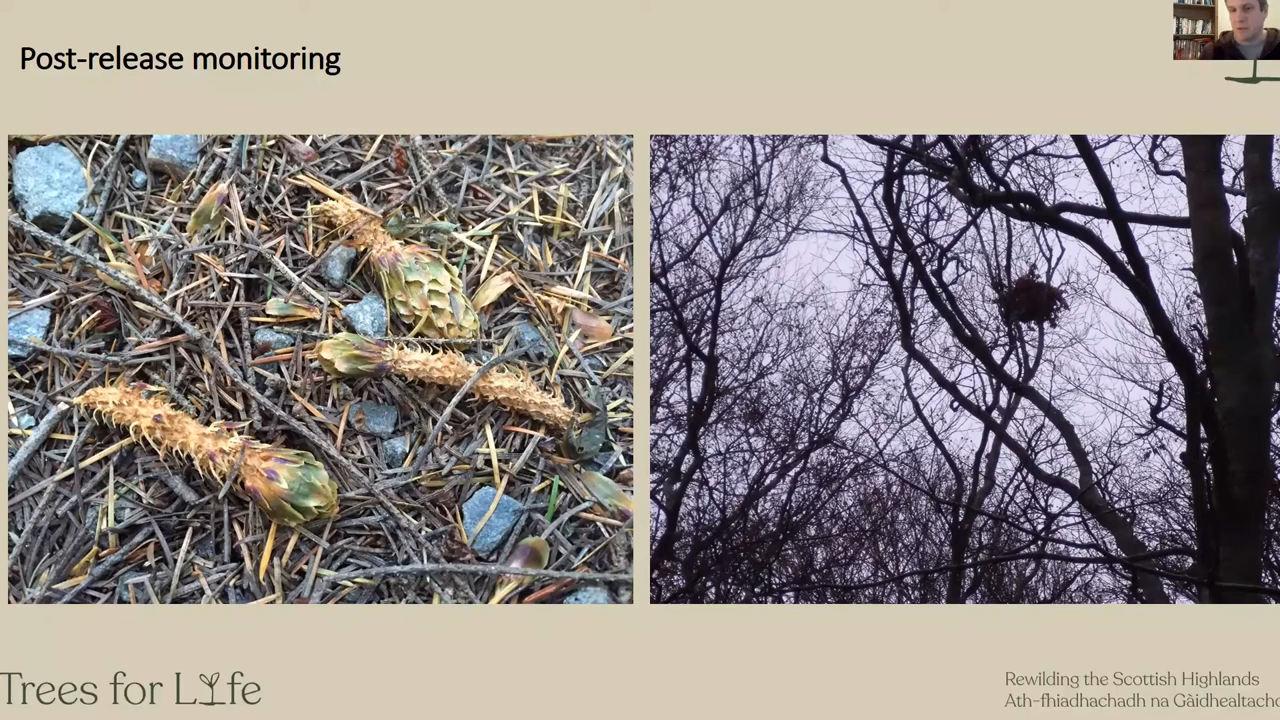 Post-release monitoring
Trees for Life
Rewilding the Scottish Highlands
Ath-fhiadhachadh na Gàidhealtachd